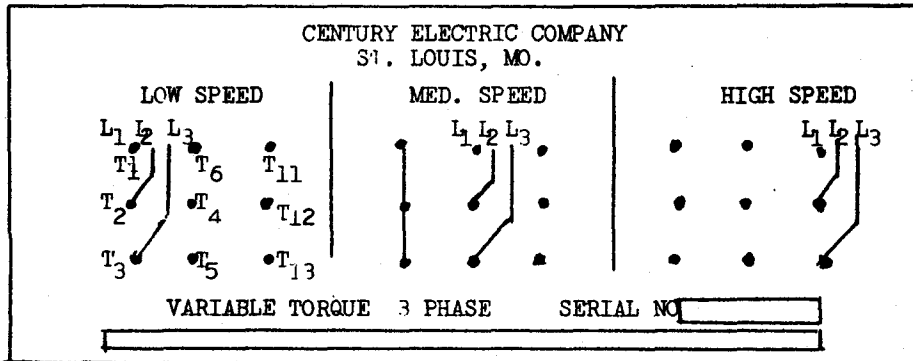 CENTURY ELECTRIC COMPANY
ST. LOUIS, MO.
LOW SPEED MED. SPEED HIGH SPEED
L1 L2 L3 L1 L2 L3 L1 L2 L3
T1 T6 T11
T2 T4 T12
T3 T5 T13
VARIABLE TORQUE 3 PHASE SERIAL NO